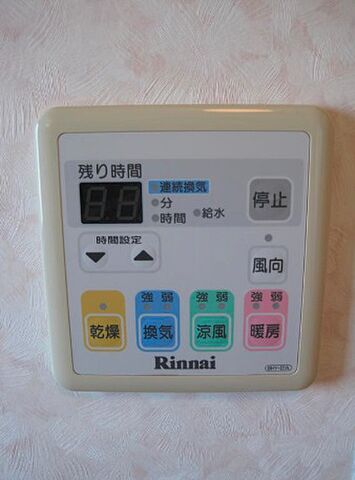 残り時間
連続換気
分
時間
給水
停止
時間設定
風向
強 弱
強 弱
強 弱
乾燥
換気
涼風
暖房
Rinnai